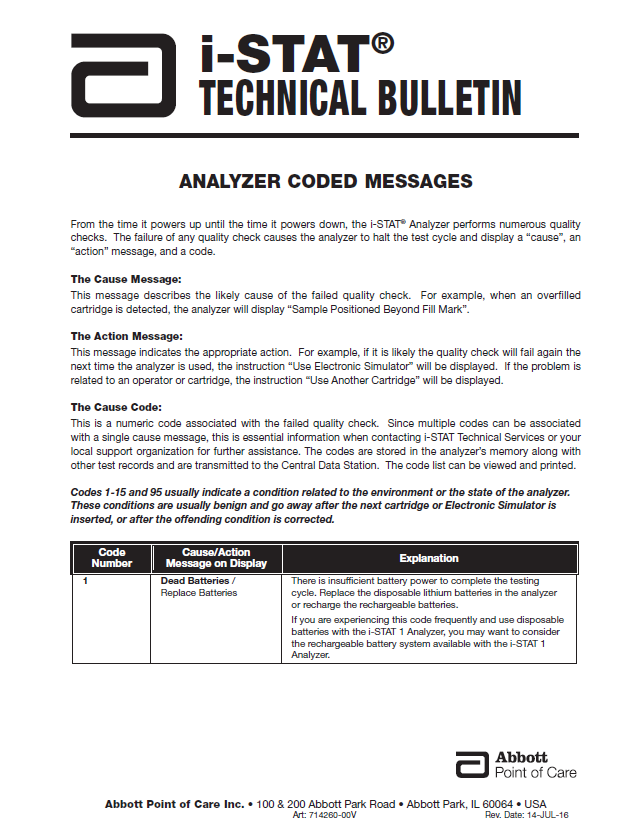 i-STAT®
TECHNICAL BULLETIN
ANALYZER CODED MESSAGES
From the time it powers up until the time it powers down, the i-STAT® Analyzer performs numerous quality
checks. The failure of any quality check causes the analyzer to halt the test cycle and display a “cause”, an
“action” message, and a code.
The Cause Message:
This message describes the likely cause of the failed quality check. For example, when an overfilled
cartridge is detected, the analyzer will display “Sample Positioned Beyond Fill Mark”.
The Action Message:
This message indicates the appropriate action. For example, if it is likely the quality check will fail again the
next time the analyzer is used, the instruction “Use Electronic Simulator” will be displayed. If the problem is
related to an operator or cartridge, the instruction “Use Another Cartridge” will be displayed.
The Cause Code:
This is a numeric code associated with the failed quality check. Since multiple codes can be associated
with a single cause message, this is essential information when contacting i-STAT Technical Services or your
local support organization for further assistance. The codes are stored in the analyzer’s memory along with
other test records and are transmitted to the Central Data Station. The code list can be viewed and printed.
Codes 1-15 and 95 usually indicate a condition related to the environment or the state of the analyzer.
These conditions are usually benign and go away after the next cartridge or Electronic Simulator is
inserted, or after the offending condition is corrected.
Code
Number
Cause/Action
Message on Display
Explanation
1
Dead Batteries /
Replace Batteries
There is insufficient battery power to complete the testing
cycle. Replace the disposable lithium batteries in the analyzer
or recharge the rechargeable batteries.
If you are experiencing this code frequently and use disposable
batteries with the i-STAT 1 Analyzer, you may want to consider
the rechargeable battery system available with the i-STAT 1
Analyzer.
Abbott
Point of Care
Abbott Point of Care Inc. • 100 & 200 Abbott Park Road • Abbott Park, IL 60064 • USA
Art: 714260-00V Rev. Date: 14-JUL-16